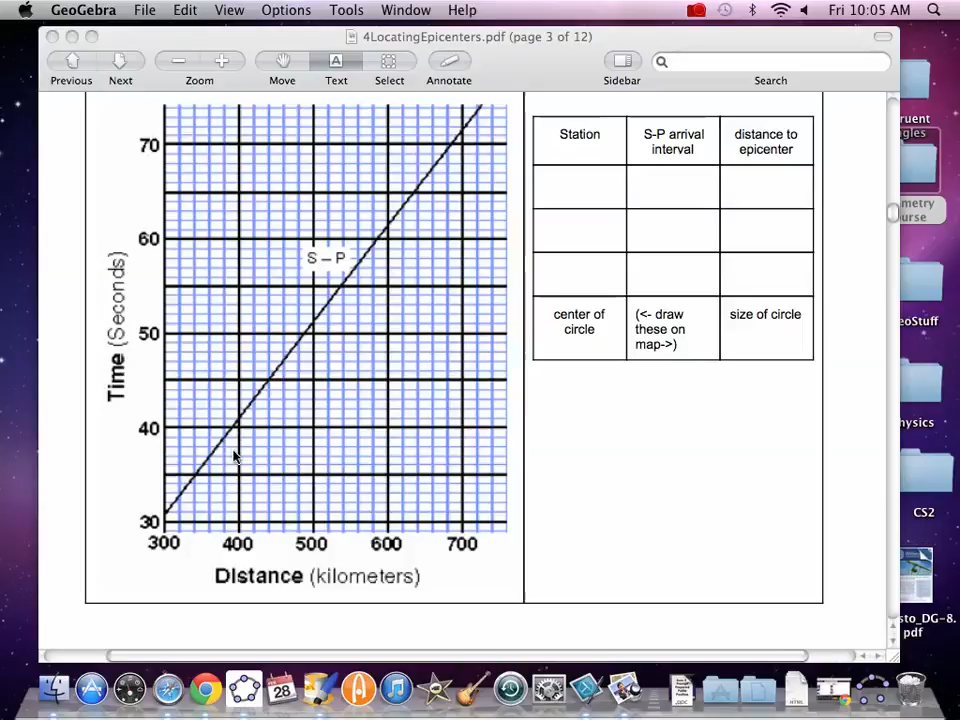 GeoGebra File Edit View Options Tools Window Help Fri 10:05 AM
4LocatingEpicenters.pdf (page 3 of 12)
Previous Next Zoom Move Text Select Annotate Sidebar Search
70
60
50
40
30
Time (Seconds)
S – P
300 400 500 600 700
Distance (kilometers)
Station
S-P arrival
interval
distance to
epicenter
center of
circle
(<- draw
these on
map->)
size of circle
ruent
gles
metry
urse
eoStuff
hysics
CS2
sto_DG-8.
pdf
28
HTML